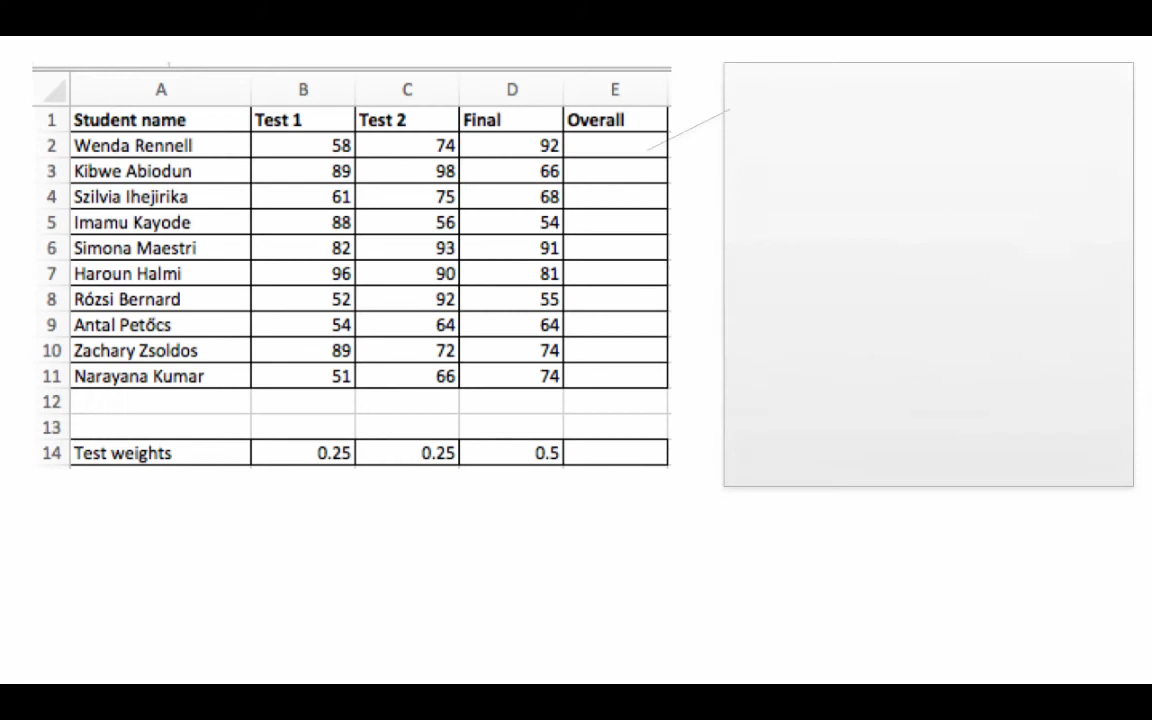 A B C D E
1 Student name Test 1 Test 2 Final Overall
2 Wenda Rennell 58 74 92
3 Kibwe Abiodun 89 98 66
4 Szilvia Ihejirika 61 75 68
5 Imamu Kayode 88 56 54
6 Simona Maestri 82 93 91
7 Haroun Halmi 96 90 81
8 Rózsi Bernard 52 92 55
9 Antal Petőcs 54 64 64
10 Zachary Zsoldos 89 72 74
11 Narayana Kumar 51 66 74
12
13
14 Test weights 0.25 0.25 0.5